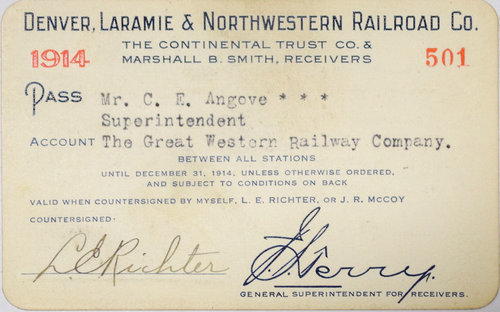 DENVER, LARAMIE & NORTHWESTERN RAILROAD CO.
1914
THE CONTINENTAL TRUST CO. &
MARSHALL B. SMITH, RECEIVERS
501
PASS Mr. C. E. Angove * * *
Superintendent
ACCOUNT The Great Western Railway Company.
BETWEEN ALL STATIONS
UNTIL DECEMBER 31, 1914, UNLESS OTHERWISE ORDERED,
AND SUBJECT TO CONDITIONS ON BACK
VALID WHEN COUNTERSIGNED BY MYSELF, L. E. RICHTER, OR J. R. McCOY
COUNTERSIGNED:
L E Richter
Terry
GENERAL SUPERINTENDENT FOR RECEIVERS.